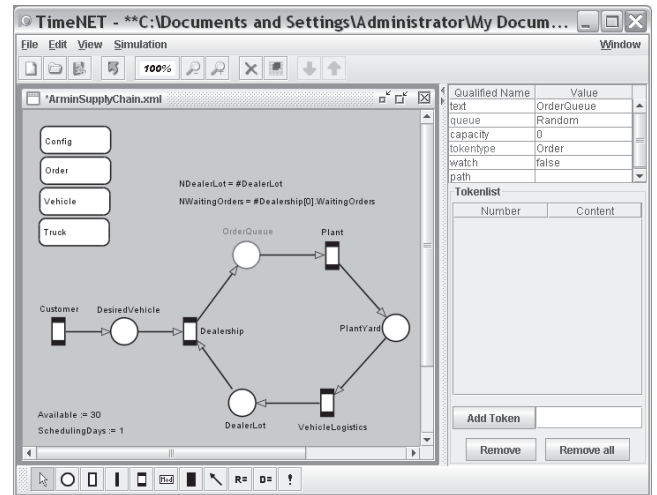 TimeNET - **C:\Documents and Settings\Administrator\My Docum...
File Edit View Simulation Window
100%
*ArminSupplyChain.xml
Config
Order
Vehicle
Truck
NDealerLot = #DealerLot
NWaitingOrders = #Dealership[0].WaitingOrders
OrderQueue
Plant
Customer
DesiredVehicle
Dealership
PlantYard
DealerLot
VehicleLogistics
Available := 30
SchedulingDays := 1
Qualified Name Value
text OrderQueue
queue Random
capacity 0
tokentype Order
watch false
path
Tokenlist
Number Content
Add Token
Remove Remove all
R= D= !